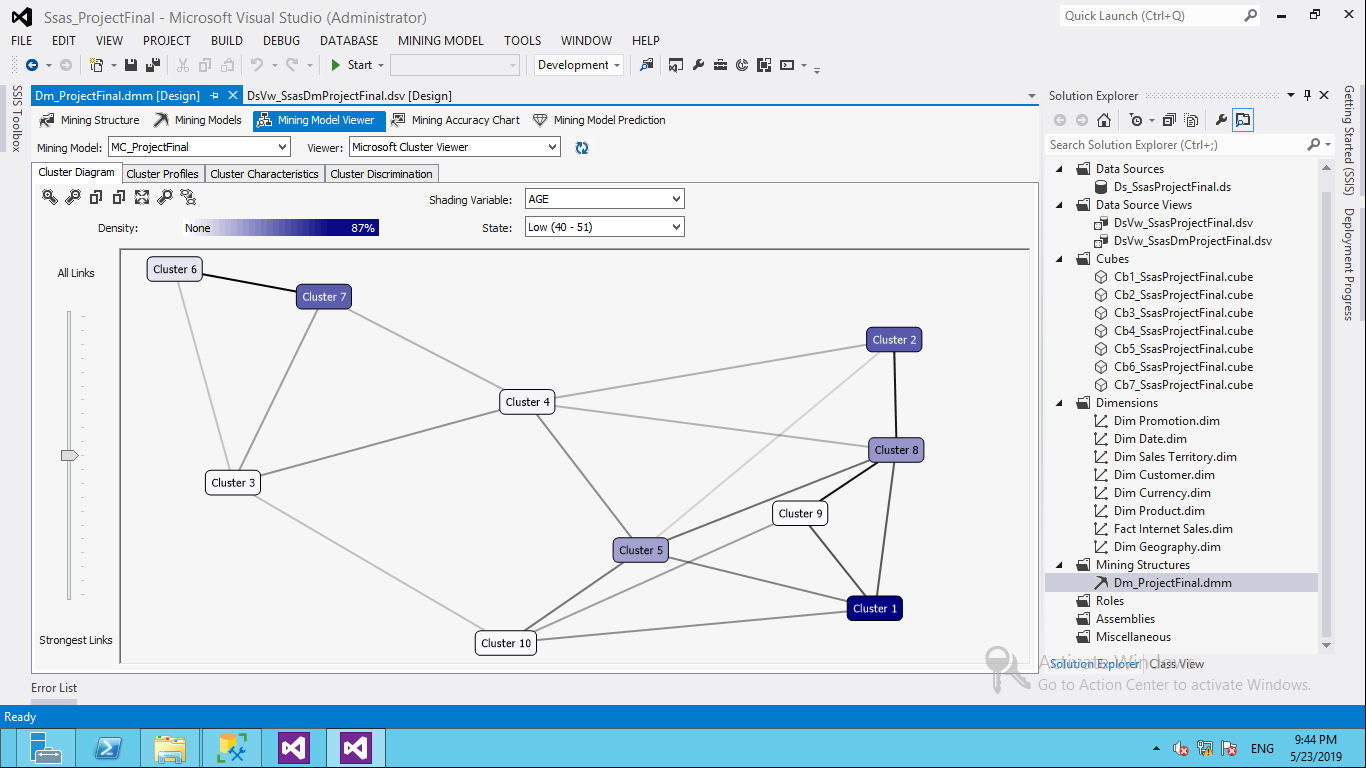 Ssas_ProjectFinal - Microsoft Visual Studio (Administrator)
Quick Launch (Ctrl+Q)
FILE EDIT VIEW PROJECT BUILD DEBUG DATABASE MINING MODEL TOOLS WINDOW HELP
Start
Development
SSIS Toolbox
Dm_ProjectFinal.dmm [Design]
DsVw_SsasDmProjectFinal.dsv [Design]
Mining Structure
Mining Models
Mining Model Viewer
Mining Accuracy Chart
Mining Model Prediction
Mining Model:
MC_ProjectFinal
Viewer:
Microsoft Cluster Viewer
Cluster Diagram
Cluster Profiles
Cluster Characteristics
Cluster Discrimination
Shading Variable:
AGE
Density:
None
87%
State:
Low (40 - 51)
All Links
Strongest Links
Cluster 6
Cluster 7
Cluster 2
Cluster 4
Cluster 8
Cluster 3
Cluster 9
Cluster 5
Cluster 1
Cluster 10
Solution Explorer
Search Solution Explorer (Ctrl+;)
Data Sources
Ds_SsasProjectFinal.ds
Data Source Views
DsVw_SsasProjectFinal.dsv
DsVw_SsasDmProjectFinal.dsv
Cubes
Cb1_SsasProjectFinal.cube
Cb2_SsasProjectFinal.cube
Cb3_SsasProjectFinal.cube
Cb4_SsasProjectFinal.cube
Cb5_SsasProjectFinal.cube
Cb6_SsasProjectFinal.cube
Cb7_SsasProjectFinal.cube
Dimensions
Dim Promotion.dim
Dim Date.dim
Dim Sales Territory.dim
Dim Customer.dim
Dim Currency.dim
Dim Product.dim
Fact Internet Sales.dim
Dim Geography.dim
Mining Structures
Dm_ProjectFinal.dmm
Roles
Assemblies
Miscellaneous
Solution Explorer
Class View
Activate Windows
Go to Action Center to activate Windows.
Getting Started (SSIS)
Deployment Progress
Error List
Ready
ENG
9:44 PM
5/23/2019